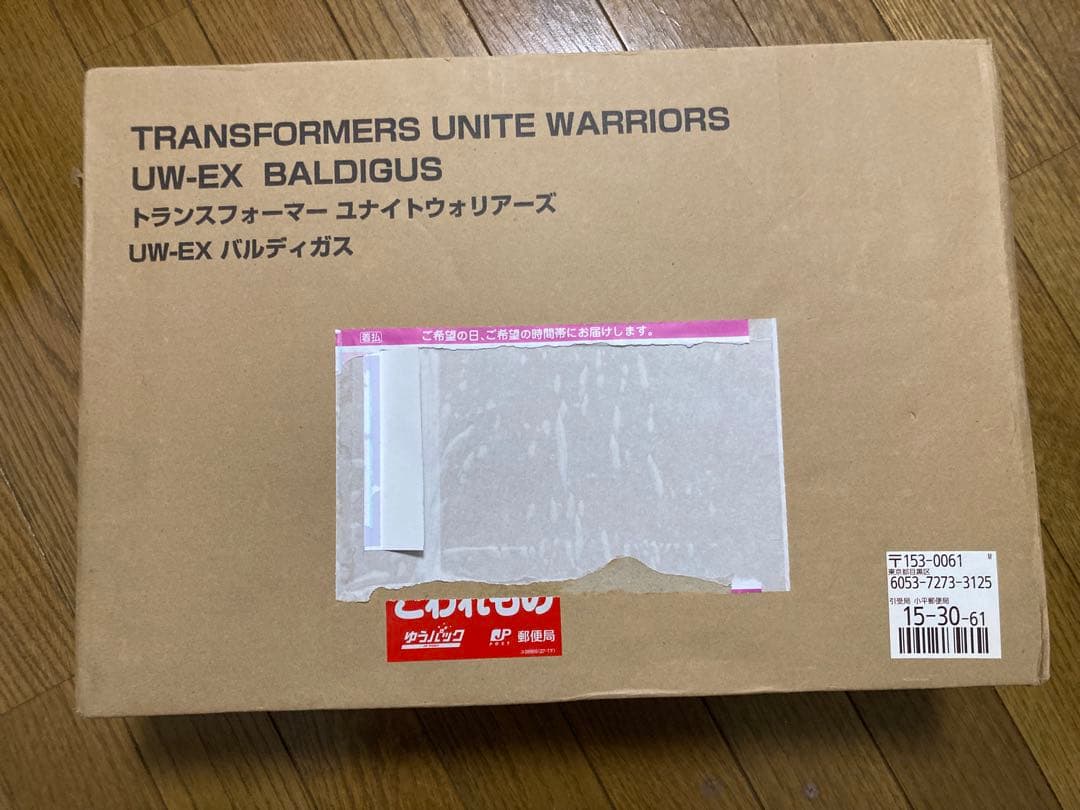 TRANSFORMERS UNITE WARRIORS
UW-EX BALDIGUS
トランスフォーマー ユナイトウォリアーズ
UW-EX バルディガス
着払 ご希望の日、ご希望の時間帯にお届けします。
こわれもの
ゆうパック
JP POST 郵便局
〒153-0061
東京都目黒区
6053-7273-3125
引受局 小平郵便局
15-30-61